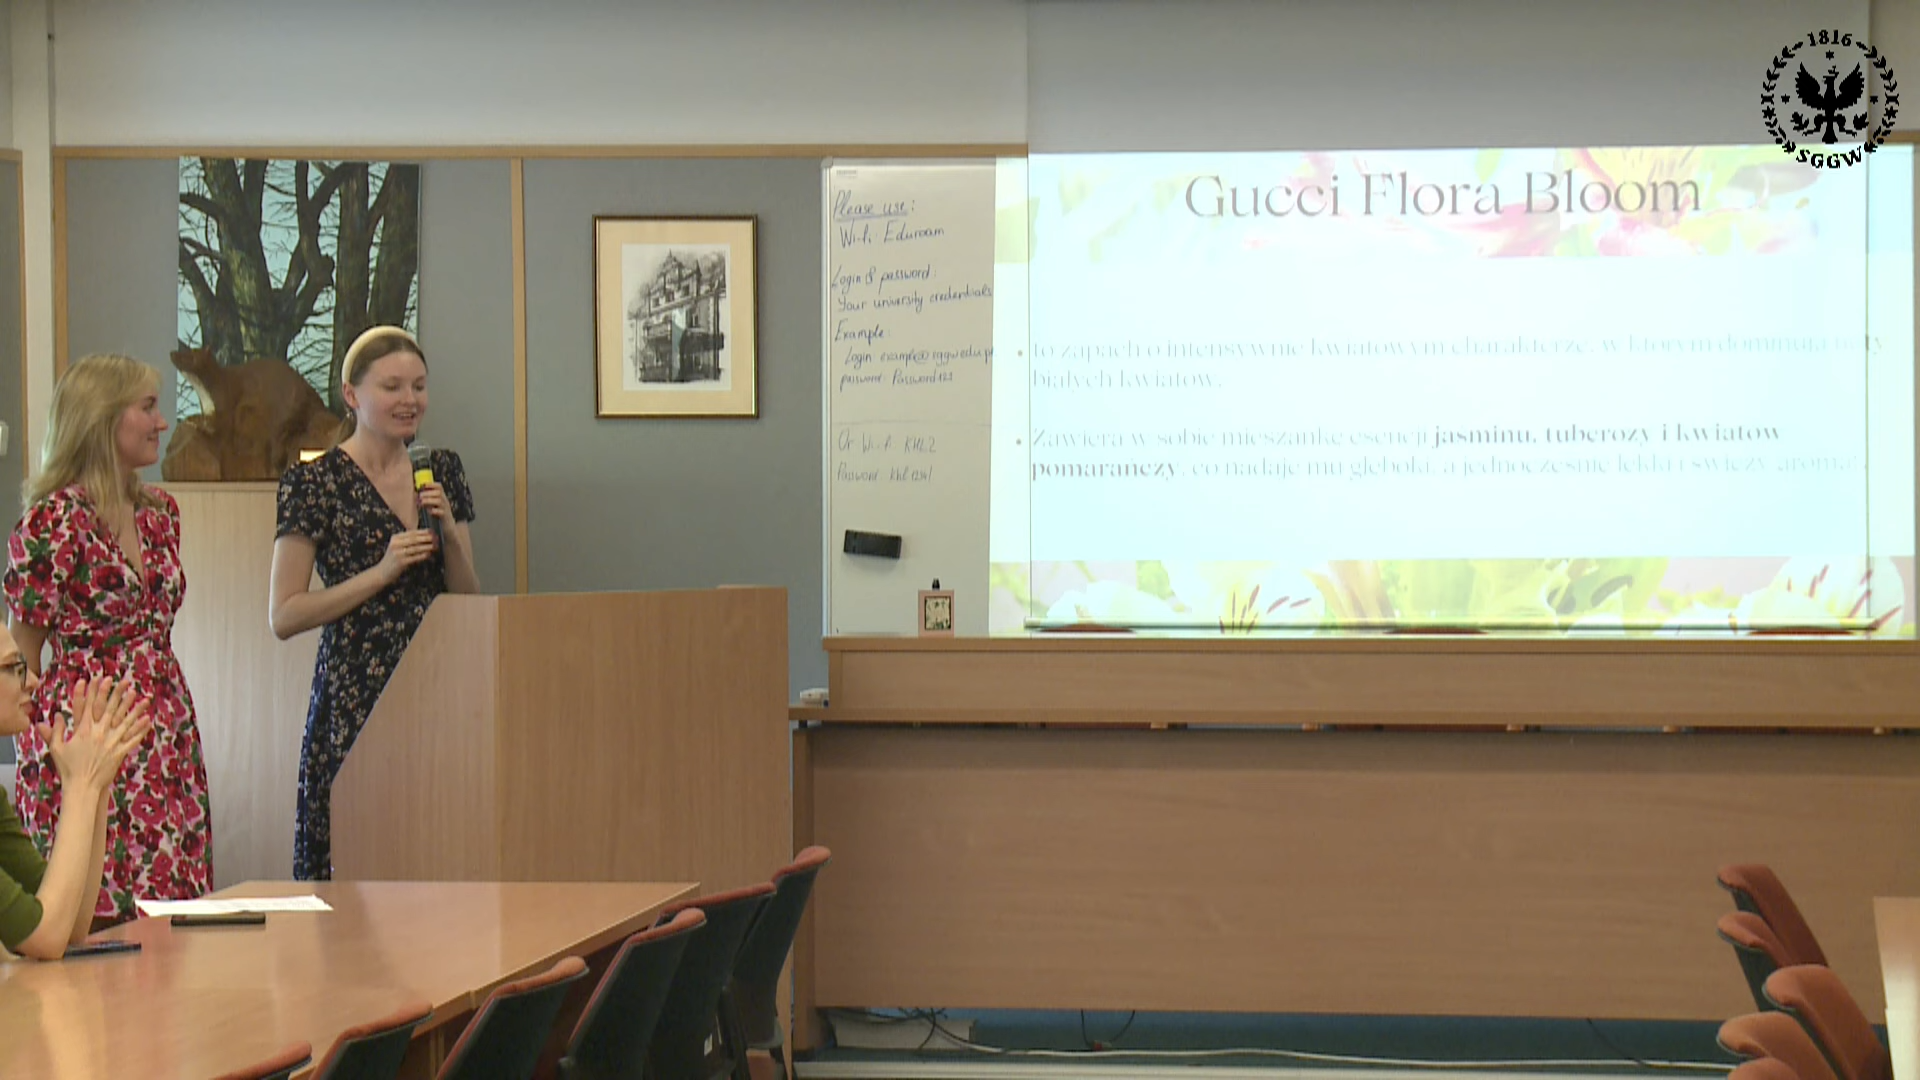 1816
SGGW
Gucci Flora Bloom
Please use:
Wi-fi: Eduroam
Login & password:
Your university credentials
Example:
Login: example@sggw.edu.pl
password: Password123
Or Wi-fi KHL2
Password
• to zapach o intensywnie kwiatowym charakterze, w którym dominują nuty
białych kwiatów.
• Zawiera w sobie mieszankę esencji jaśminu, tuberozy i kwiatów
pomarańczy, co nadaje mu głęboki, a jednocześnie lekki i świeży aromat.